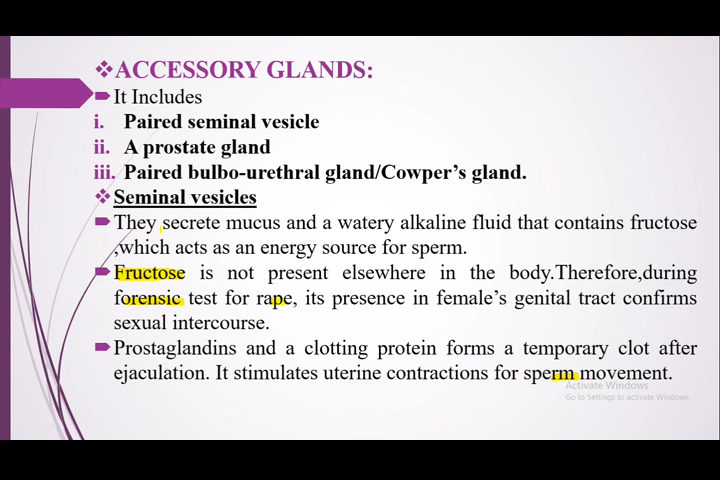 ACCESSORY GLANDS:
It Includes
i. Paired seminal vesicle
ii. A prostate gland
iii. Paired bulbo-urethral gland/Cowper's gland.
Seminal vesicles
They secrete mucus and a watery alkaline fluid that contains fructose
,which acts as an energy source for sperm.
Fructose is not present elsewhere in the body.Therefore,during
forensic test for rape, its presence in female's genital tract confirms
sexual intercourse.
Prostaglandins and a clotting protein forms a temporary clot after
ejaculation. It stimulates uterine contractions for sperm movement.
Activate Windows
Go to Settings to activate Windows.